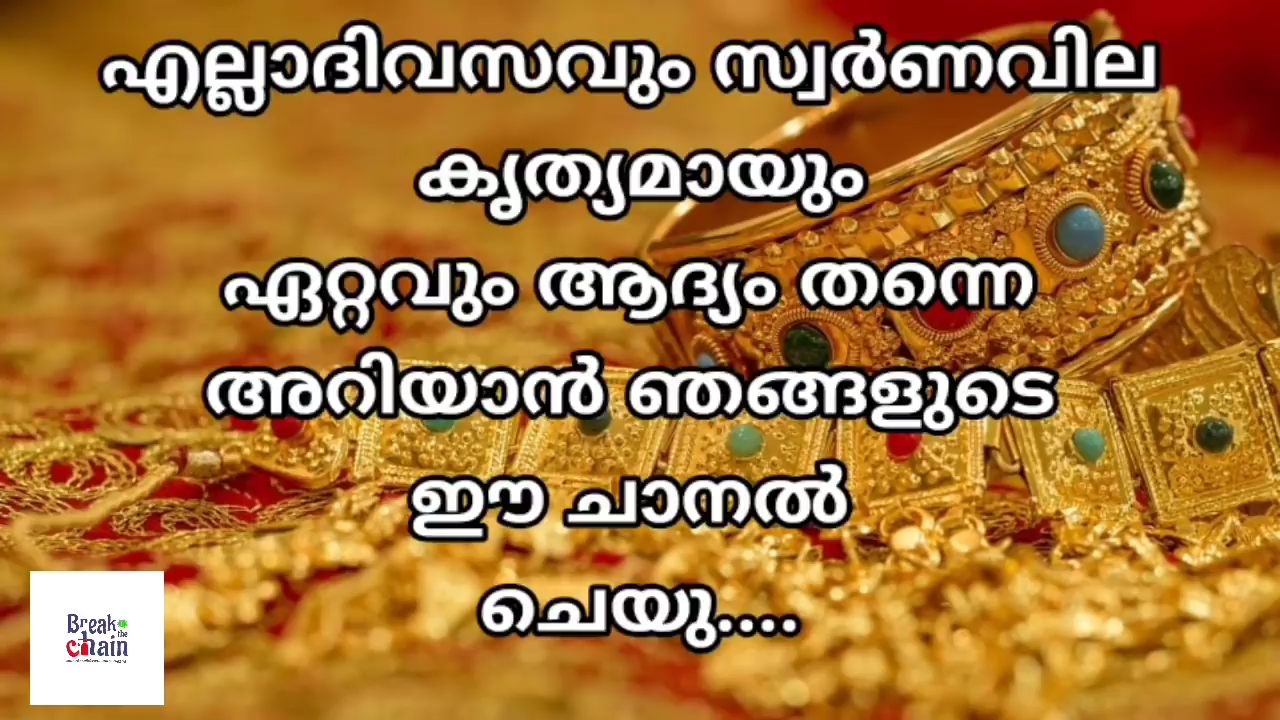 എല്ലാദിവസവും സ്വർണവില
കൃത്യമായും
ഏറ്റവും ആദ്യം തന്നെ
അറിയാൻ ഞങ്ങളുടെ
ഈ ചാനൽ
ചെയു....
Break
the
chain